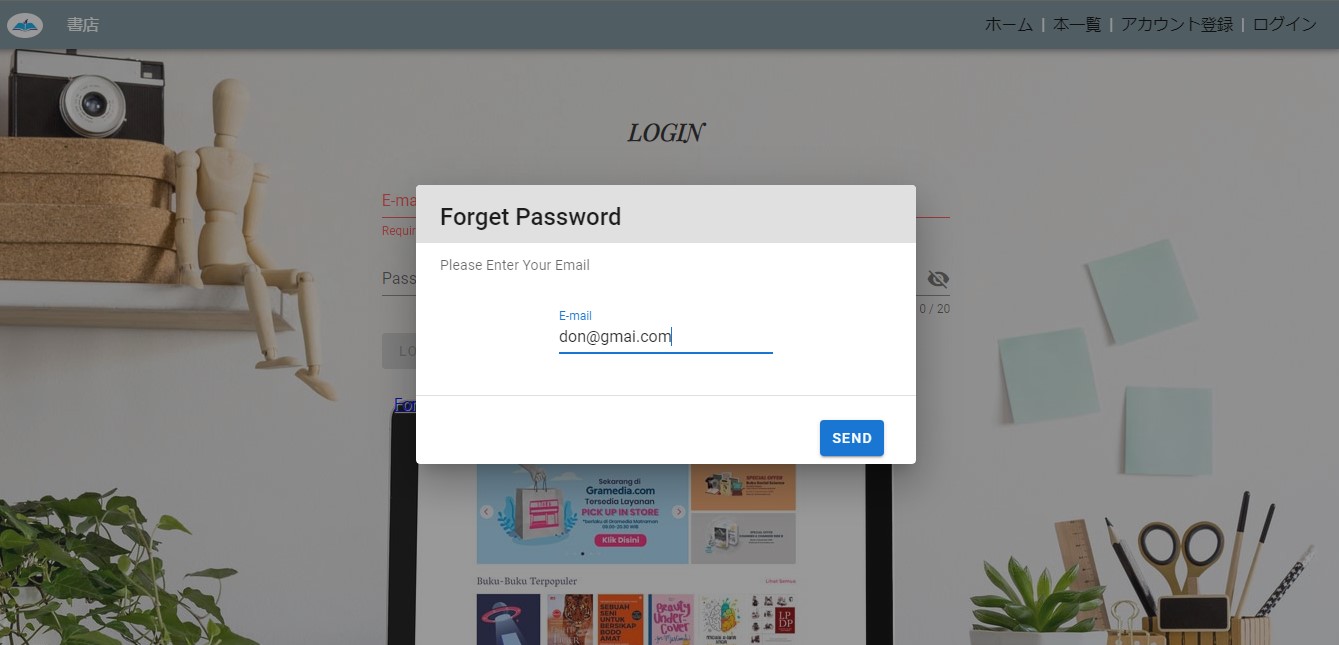 書店
ホーム | 本一覧 | アカウント登録 | ログイン
LOGIN
E-ma
Requir
Forget Password
Please Enter Your Email
E-mail
don@gmai.com
Pass
0 / 20
LO
For
SEND
Sekarang di
Gramedia.com
Tersedia Layanan
PICK UP IN STORE
Klik Disini
SPECIAL OFFER
Buku-Buku Terpopuler
Lihat Semua
SEBUAH
SENI
UNTUK
BERSIKAP
BODO
AMAT
Beauty
Under-
Cover
LP
DP